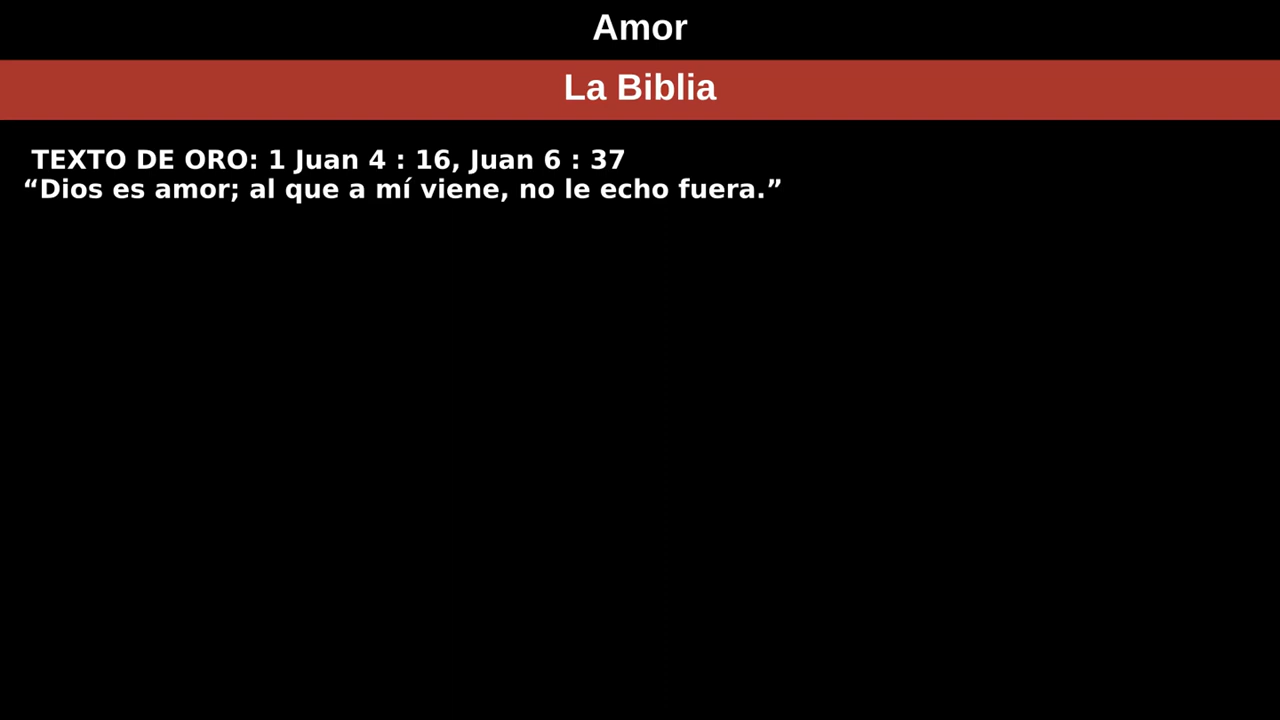 Amor
La Biblia
TEXTO DE ORO: 1 Juan 4 : 16, Juan 6 : 37
“Dios es amor; al que a mí viene, no le echo fuera.”